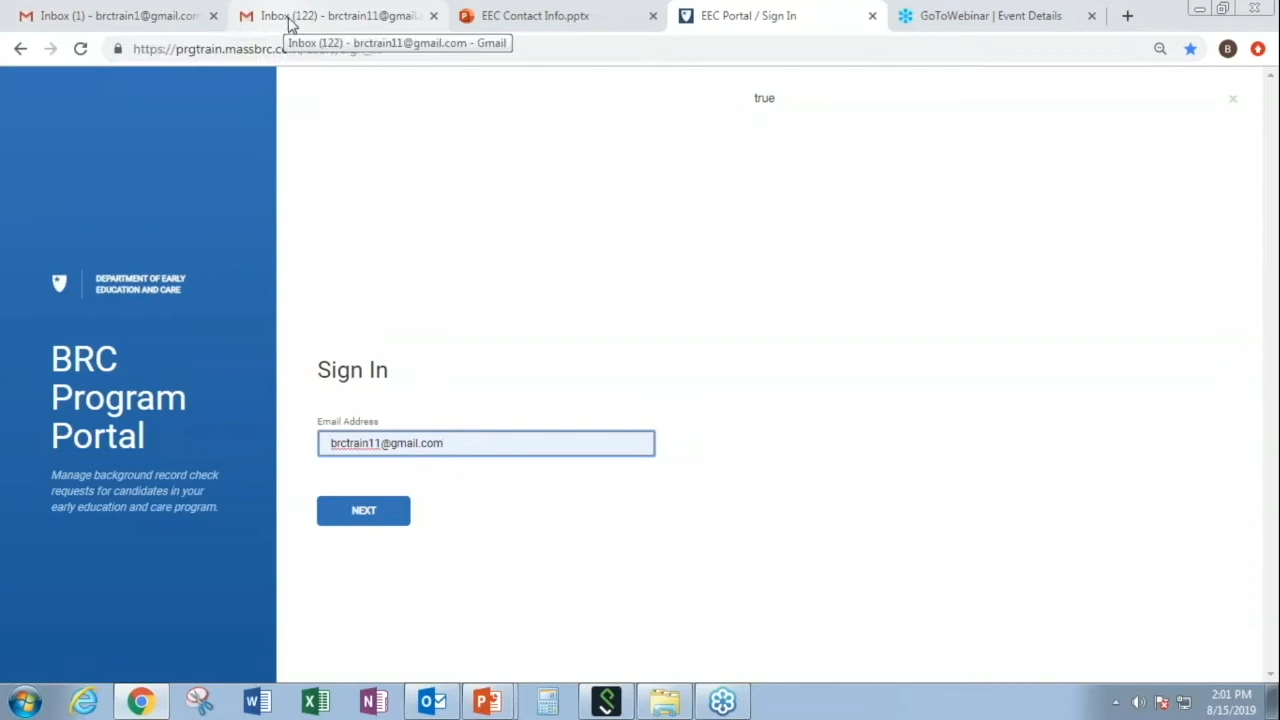 Inbox (1) - brctrain1@gmail.com
Inbox (122) - brctrain11@gmail.
EEC Contact Info.pptx
EEC Portal / Sign In
GoToWebinar | Event Details
Inbox (122) - brctrain11@gmail.com - Gmail
https://prgtrain.massbrc.
B
true
DEPARTMENT OF EARLY
EDUCATION AND CARE
BRC
Program
Portal
Manage background record check
requests for candidates in your
early education and care program.
Sign In
Email Address
brctrain11@gmail.com
NEXT
2:01 PM
8/15/2019